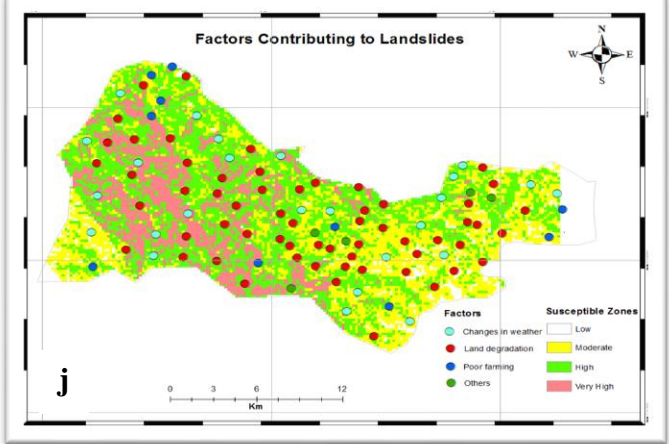 Factors Contributing to Landslides
N
W E
S
Factors
Changes in weather
Land degradation
Poor farming
Others
Susceptible Zones
Low
Moderate
High
Very High
j
0 3 6 12
Km